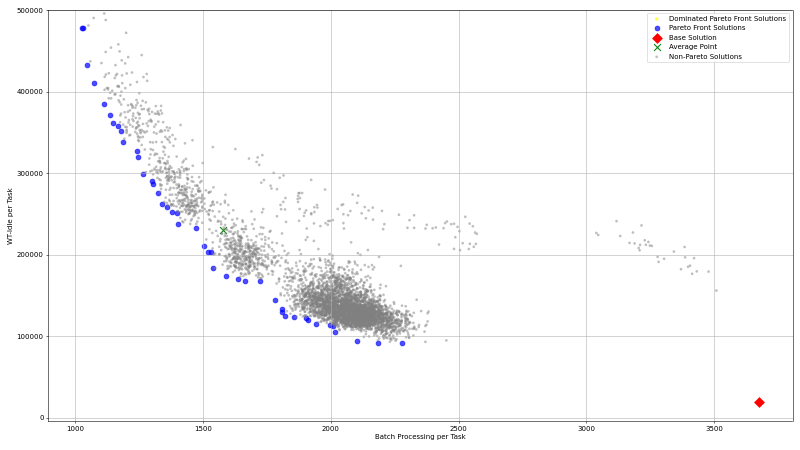 500000
400000
300000
200000
100000
0
WT-Idle per Task
1000
1500
2000
2500
3000
3500
Batch Processing per Task
Dominated Pareto Front Solutions
Pareto Front Solutions
Base Solution
Average Point
Non-Pareto Solutions